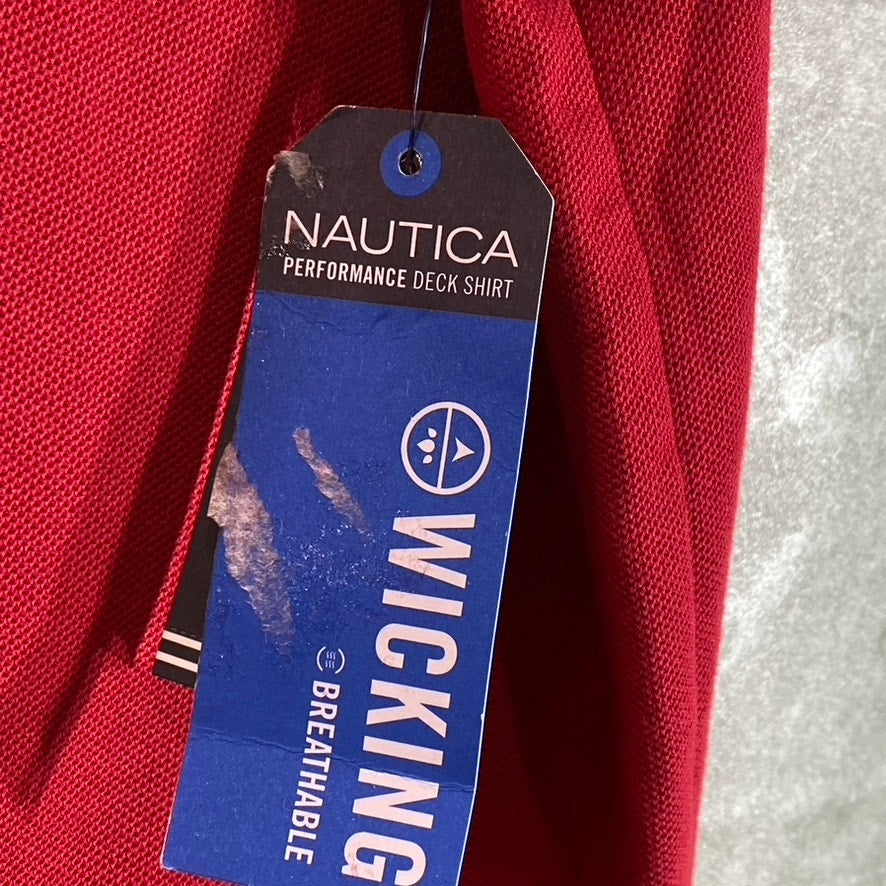 NAUTICA
PERFORMANCE DECK SHIRT
WICKING
BREATHABLE